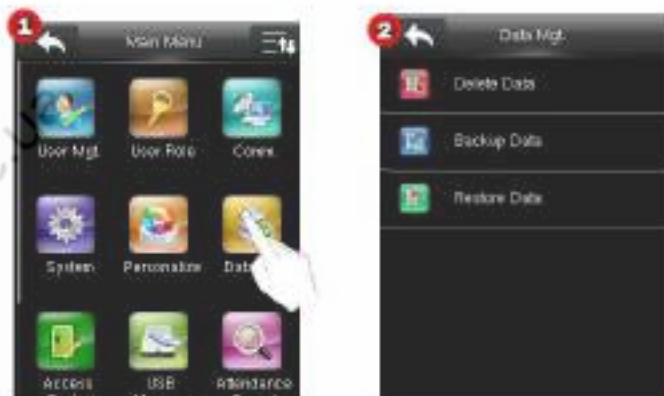 1
Main Menu
User Mgt. User Role Comm.
System Personalize Data
Access USB Attendance
2
Data Mgt.
Delete Data
Backup Data
Restore Data